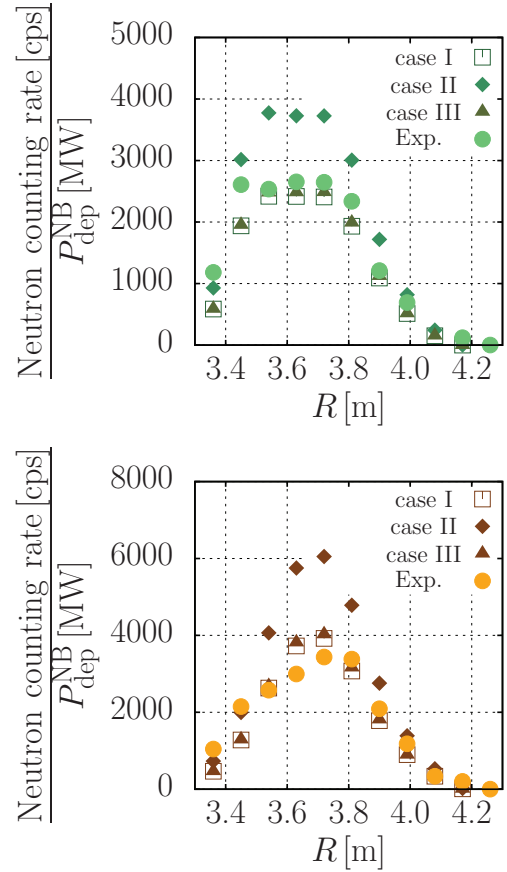 Neutron counting rate [cps]
P_dep^NB [MW]
5000
4000
3000
2000
1000
0
case I
case II
case III
Exp.
3.4 3.6 3.8 4.0 4.2
R [m]
Neutron counting rate [cps]
P_dep^NB [MW]
8000
6000
4000
2000
0
case I
case II
case III
Exp.
3.4 3.6 3.8 4.0 4.2
R [m]